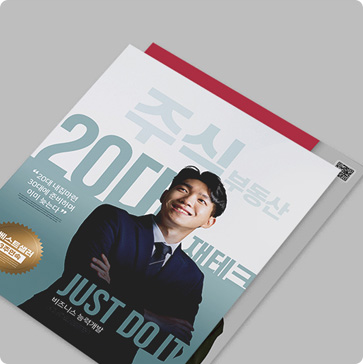 주식
부동산
20대
재테크
“20대 내집마련
30대에 준비하며
이미 늦는다”
베스트셀러
JUST DO IT
비즈니스 능력개발